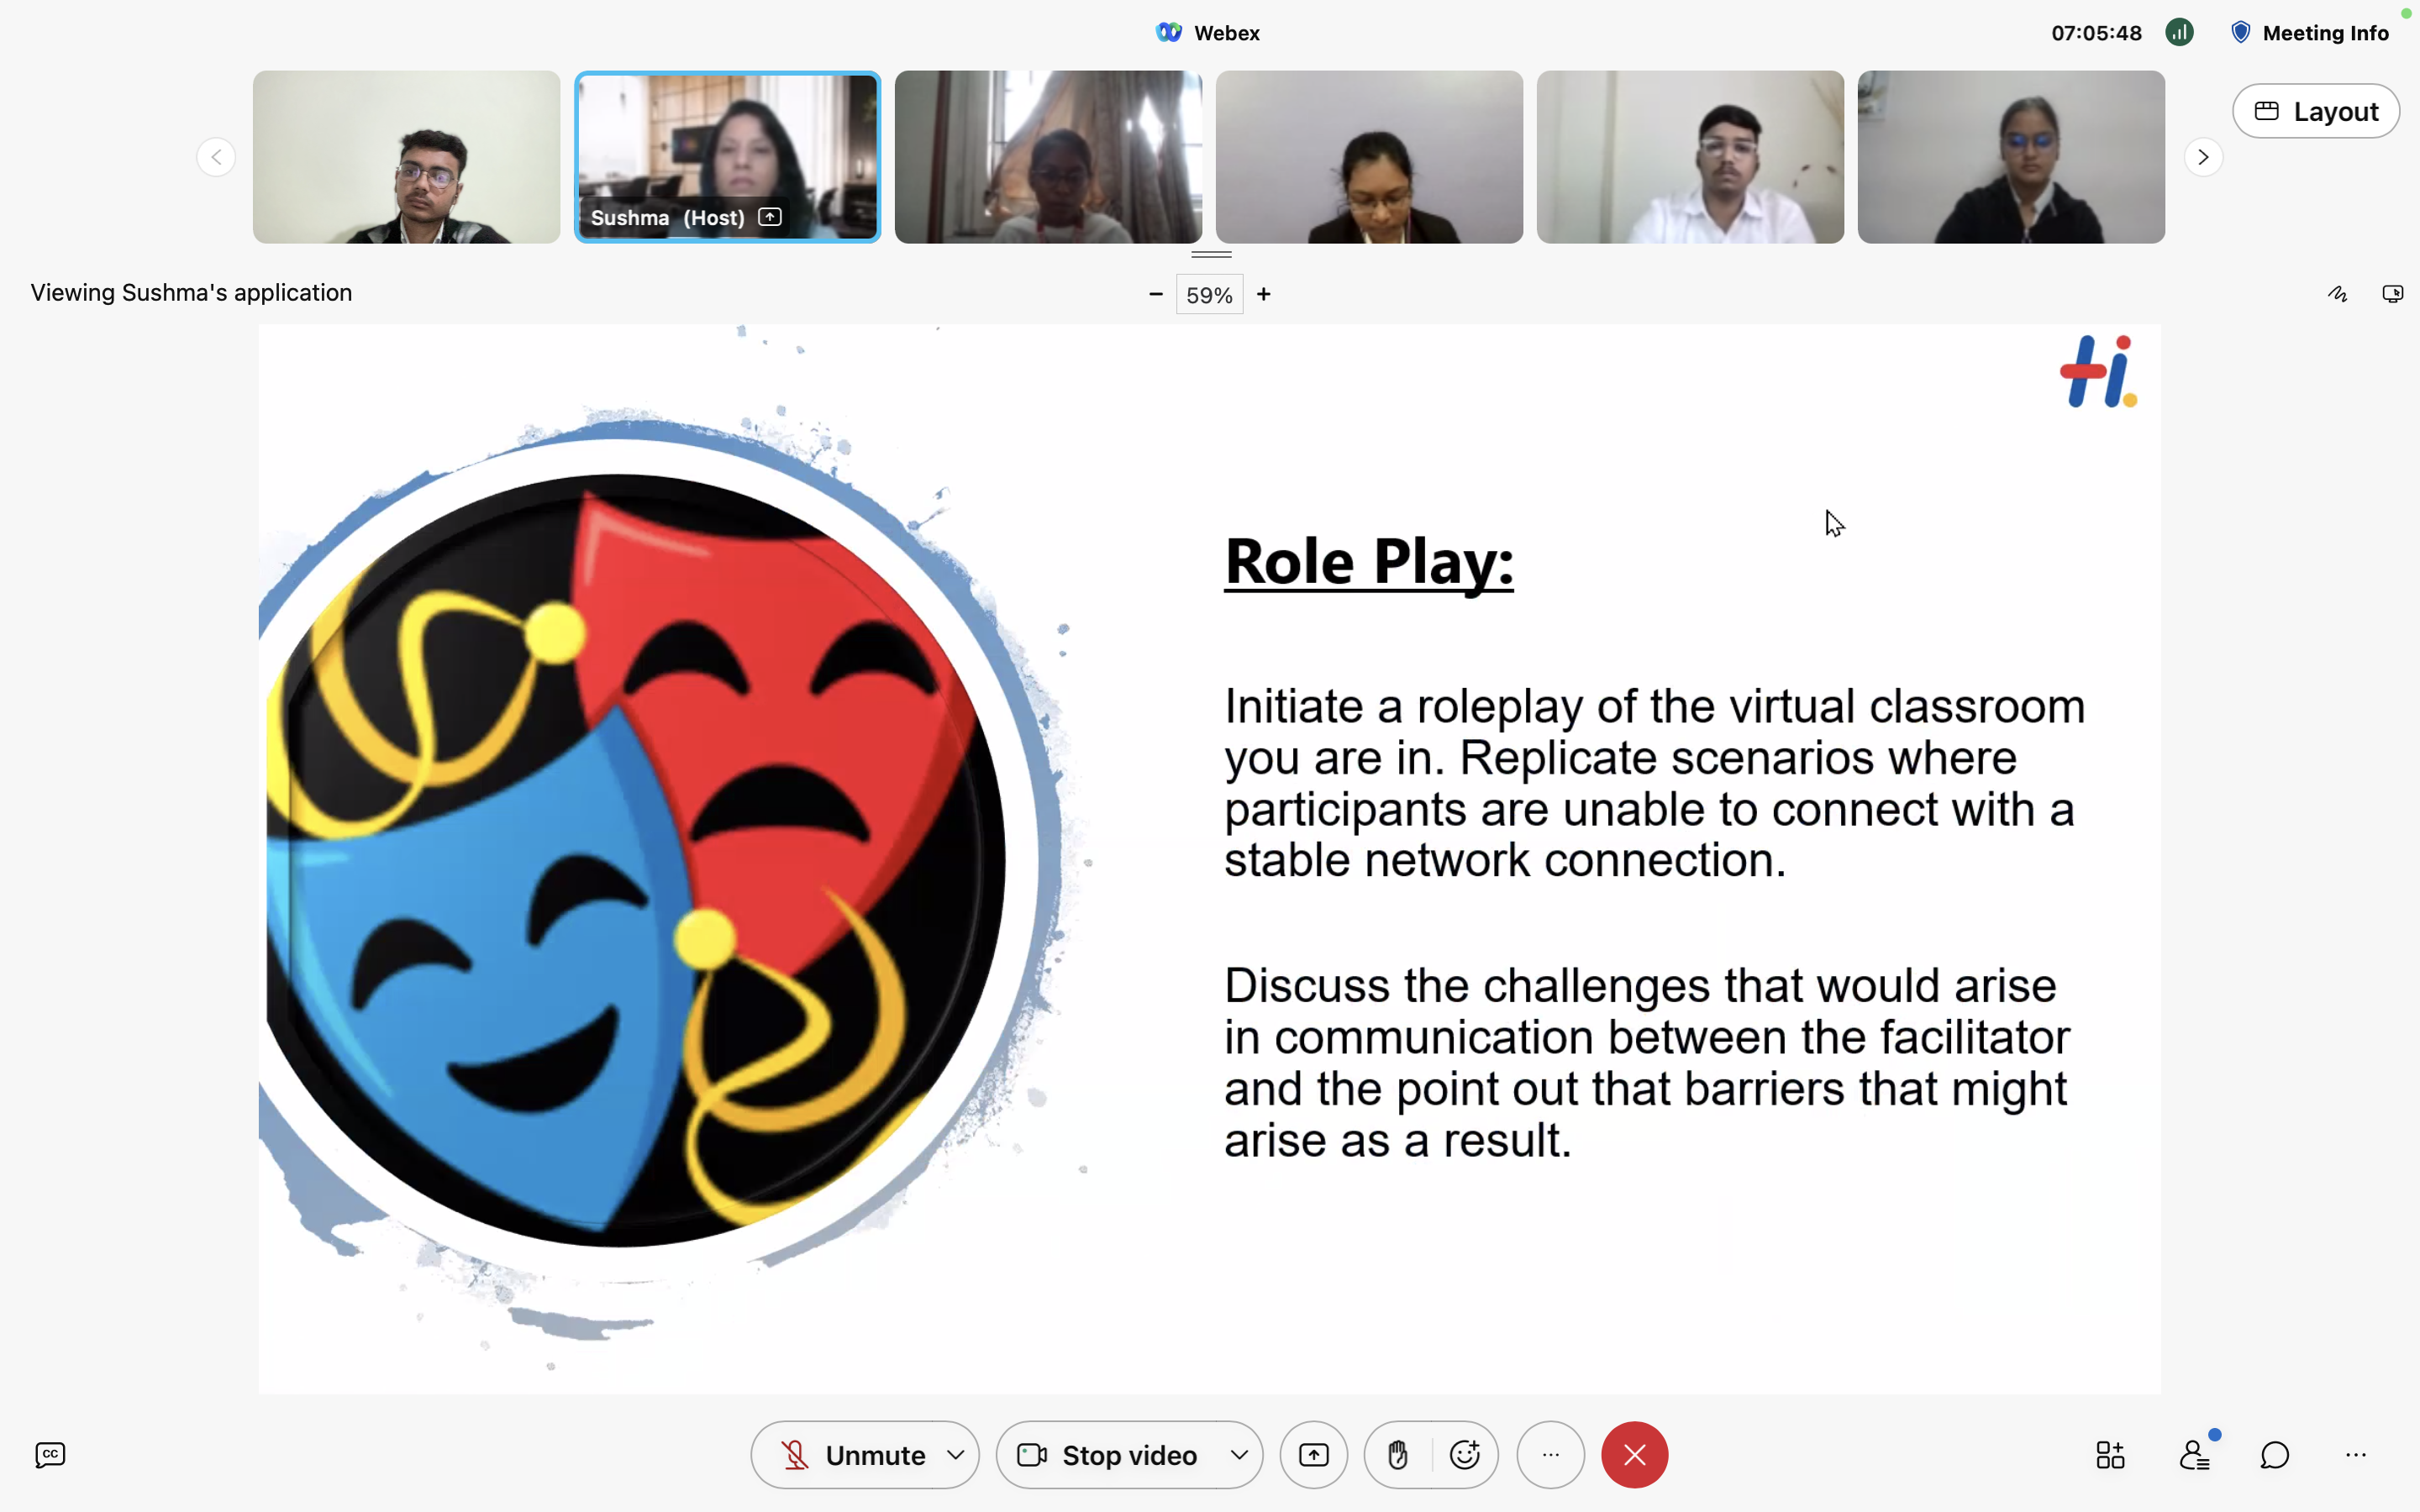 Webex
07:05:48
Meeting Info
Layout
Sushma (Host)
Viewing Sushma's application
59%
Hi.
Role Play:
Initiate a roleplay of the virtual classroom
you are in. Replicate scenarios where
participants are unable to connect with a
stable network connection.
Discuss the challenges that would arise
in communication between the facilitator
and the point out that barriers that might
arise as a result.
CC
Unmute
Stop video